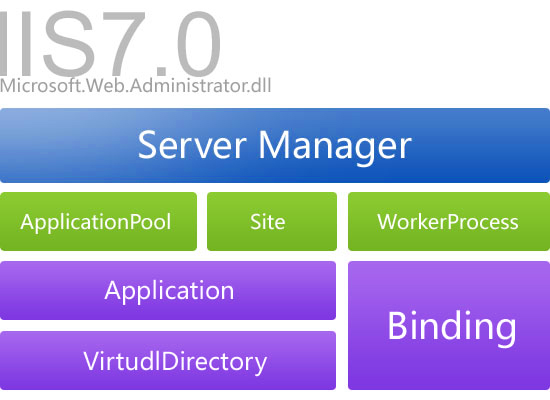 IIS7.0
Microsoft.Web.Administrator.dll
Server Manager
ApplicationPool
Site
WorkerProcess
Application
Binding
VirtudlDirectory